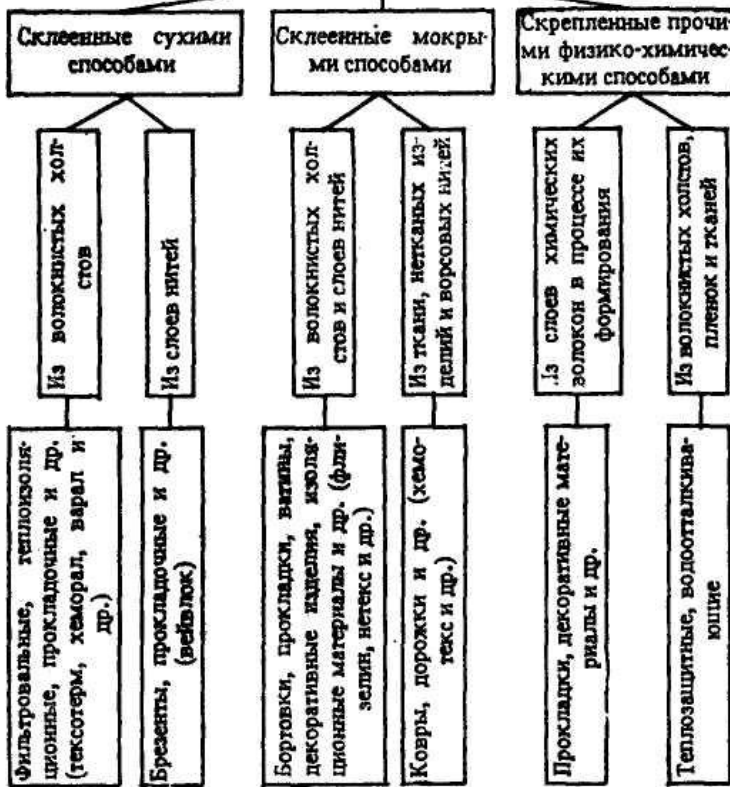 Склеенные сухими
способами
Склеенные мокры-
ми способами
Скрепленные прочи-
ми физико-химичес-
кими способами
Из волокнистых хол-
стов
Из слоев нитей
Из волокнистых хол-
стов и слоев нитей
Из ткани, нетканых из-
делий и ворсовых нитей
Из слоев химических
волокон в процессе их
формирования
Из волокнистых холстов,
пленок и тканей
Фильтровальные, теплоизоля-
ционные, прокладочные и др.
(тексотерм, хеморал, варал и
др.)
Брезенты, прокладочные и др.
(вейвлок)
Бортовки, прокладки, ватины,
декоративные изделия, изоля-
ционные материалы и др. (фли-
зелин, нетекс и др.)
Ковры, дорожки и др. (хемо-
текс и др.)
Прокладки, декоративные мате-
риалы и др.
Теплозащитные, водоотталкива-
ющие